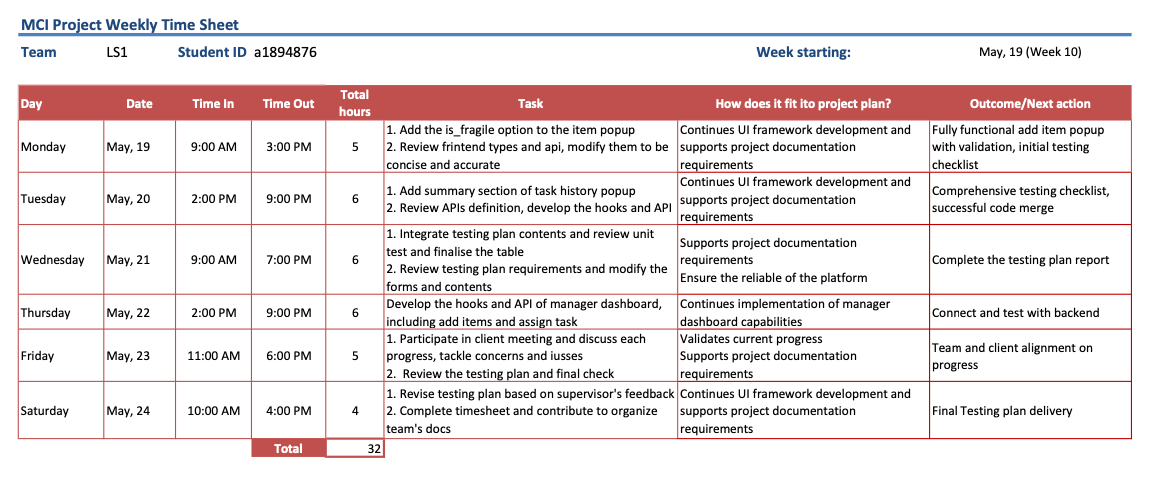 MCI Project Weekly Time Sheet
Team LS1 Student ID a1894876 Week starting: May, 19 (Week 10)
Day Date Time In Time Out Total hours Task How does it fit ito project plan? Outcome/Next action
Monday May, 19 9:00 AM 3:00 PM 5
1. Add the is_fragile option to the item popup
2. Review frintend types and api, modify them to be
concise and accurate
Continues UI framework development and
supports project documentation
requirements
Fully functional add item popup
with validation, initial testing
checklist
Tuesday May, 20 2:00 PM 9:00 PM 6
1. Add summary section of task history popup
2. Review APIs definition, develop the hooks and API
Continues UI framework development and
supports project documentation
requirements
Comprehensive testing checklist,
successful code merge
Wednesday May, 21 9:00 AM 7:00 PM 6
1. Integrate testing plan contents and review unit
test and finalise the table
2. Review testing plan requirements and modify the
forms and contents
Supports project documentation
requirements
Ensure the reliable of the platform
Complete the testing plan report
Thursday May, 22 2:00 PM 9:00 PM 6
Develop the hooks and API of manager dashboard,
including add items and assign task
Continues implementation of manager
dashboard capabilities
Connect and test with backend
Friday May, 23 11:00 AM 6:00 PM 5
1. Participate in client meeting and discuss each
progress, tackle concerns and iusses
2. Review the testing plan and final check
Validates current progress
Supports project documentation
requirements
Team and client alignment on
progress
Saturday May, 24 10:00 AM 4:00 PM 4
1. Revise testing plan based on supervisor's feedback
2. Complete timesheet and contribute to organize
team's docs
Continues UI framework development and
supports project documentation
requirements
Final Testing plan delivery
Total 32